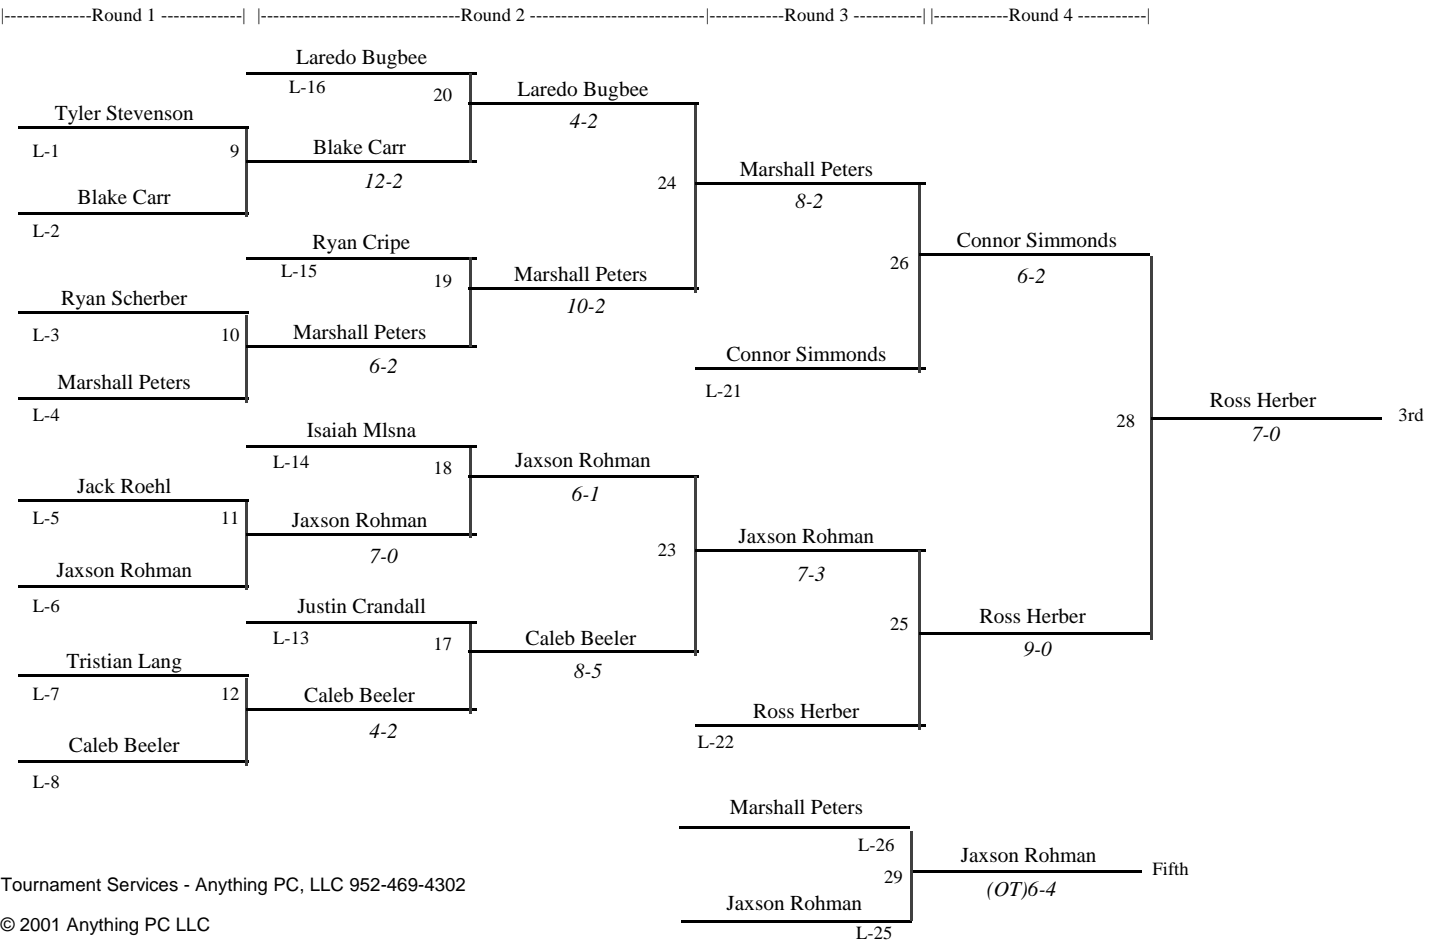 |-------------Round 1 -------------| |--------------------------------Round 2 ----------------------------|------------Round 3 -----------| |------------Round 4 -----------|
Laredo Bugbee
L-16
20
Laredo Bugbee
4-2
Tyler Stevenson
L-1
9
Blake Carr
12-2
Blake Carr
L-2
24
Marshall Peters
8-2
Ryan Cripe
L-15
19
Marshall Peters
10-2
Ryan Scherber
L-3
10
Marshall Peters
6-2
Marshall Peters
L-4
26
Connor Simmonds
6-2
Connor Simmonds
L-21
28
Ross Herber
7-0
3rd
Isaiah Mlsna
L-14
18
Jaxson Rohman
6-1
Jack Roehl
L-5
11
Jaxson Rohman
7-0
Jaxson Rohman
L-6
23
Jaxson Rohman
7-3
Justin Crandall
L-13
17
Caleb Beeler
8-5
Tristian Lang
L-7
12
Caleb Beeler
4-2
Caleb Beeler
L-8
25
Ross Herber
9-0
Ross Herber
L-22
Marshall Peters
L-26
29
Jaxson Rohman
(OT)6-4
Fifth
Jaxson Rohman
L-25
Tournament Services - Anything PC, LLC 952-469-4302
© 2001 Anything PC LLC